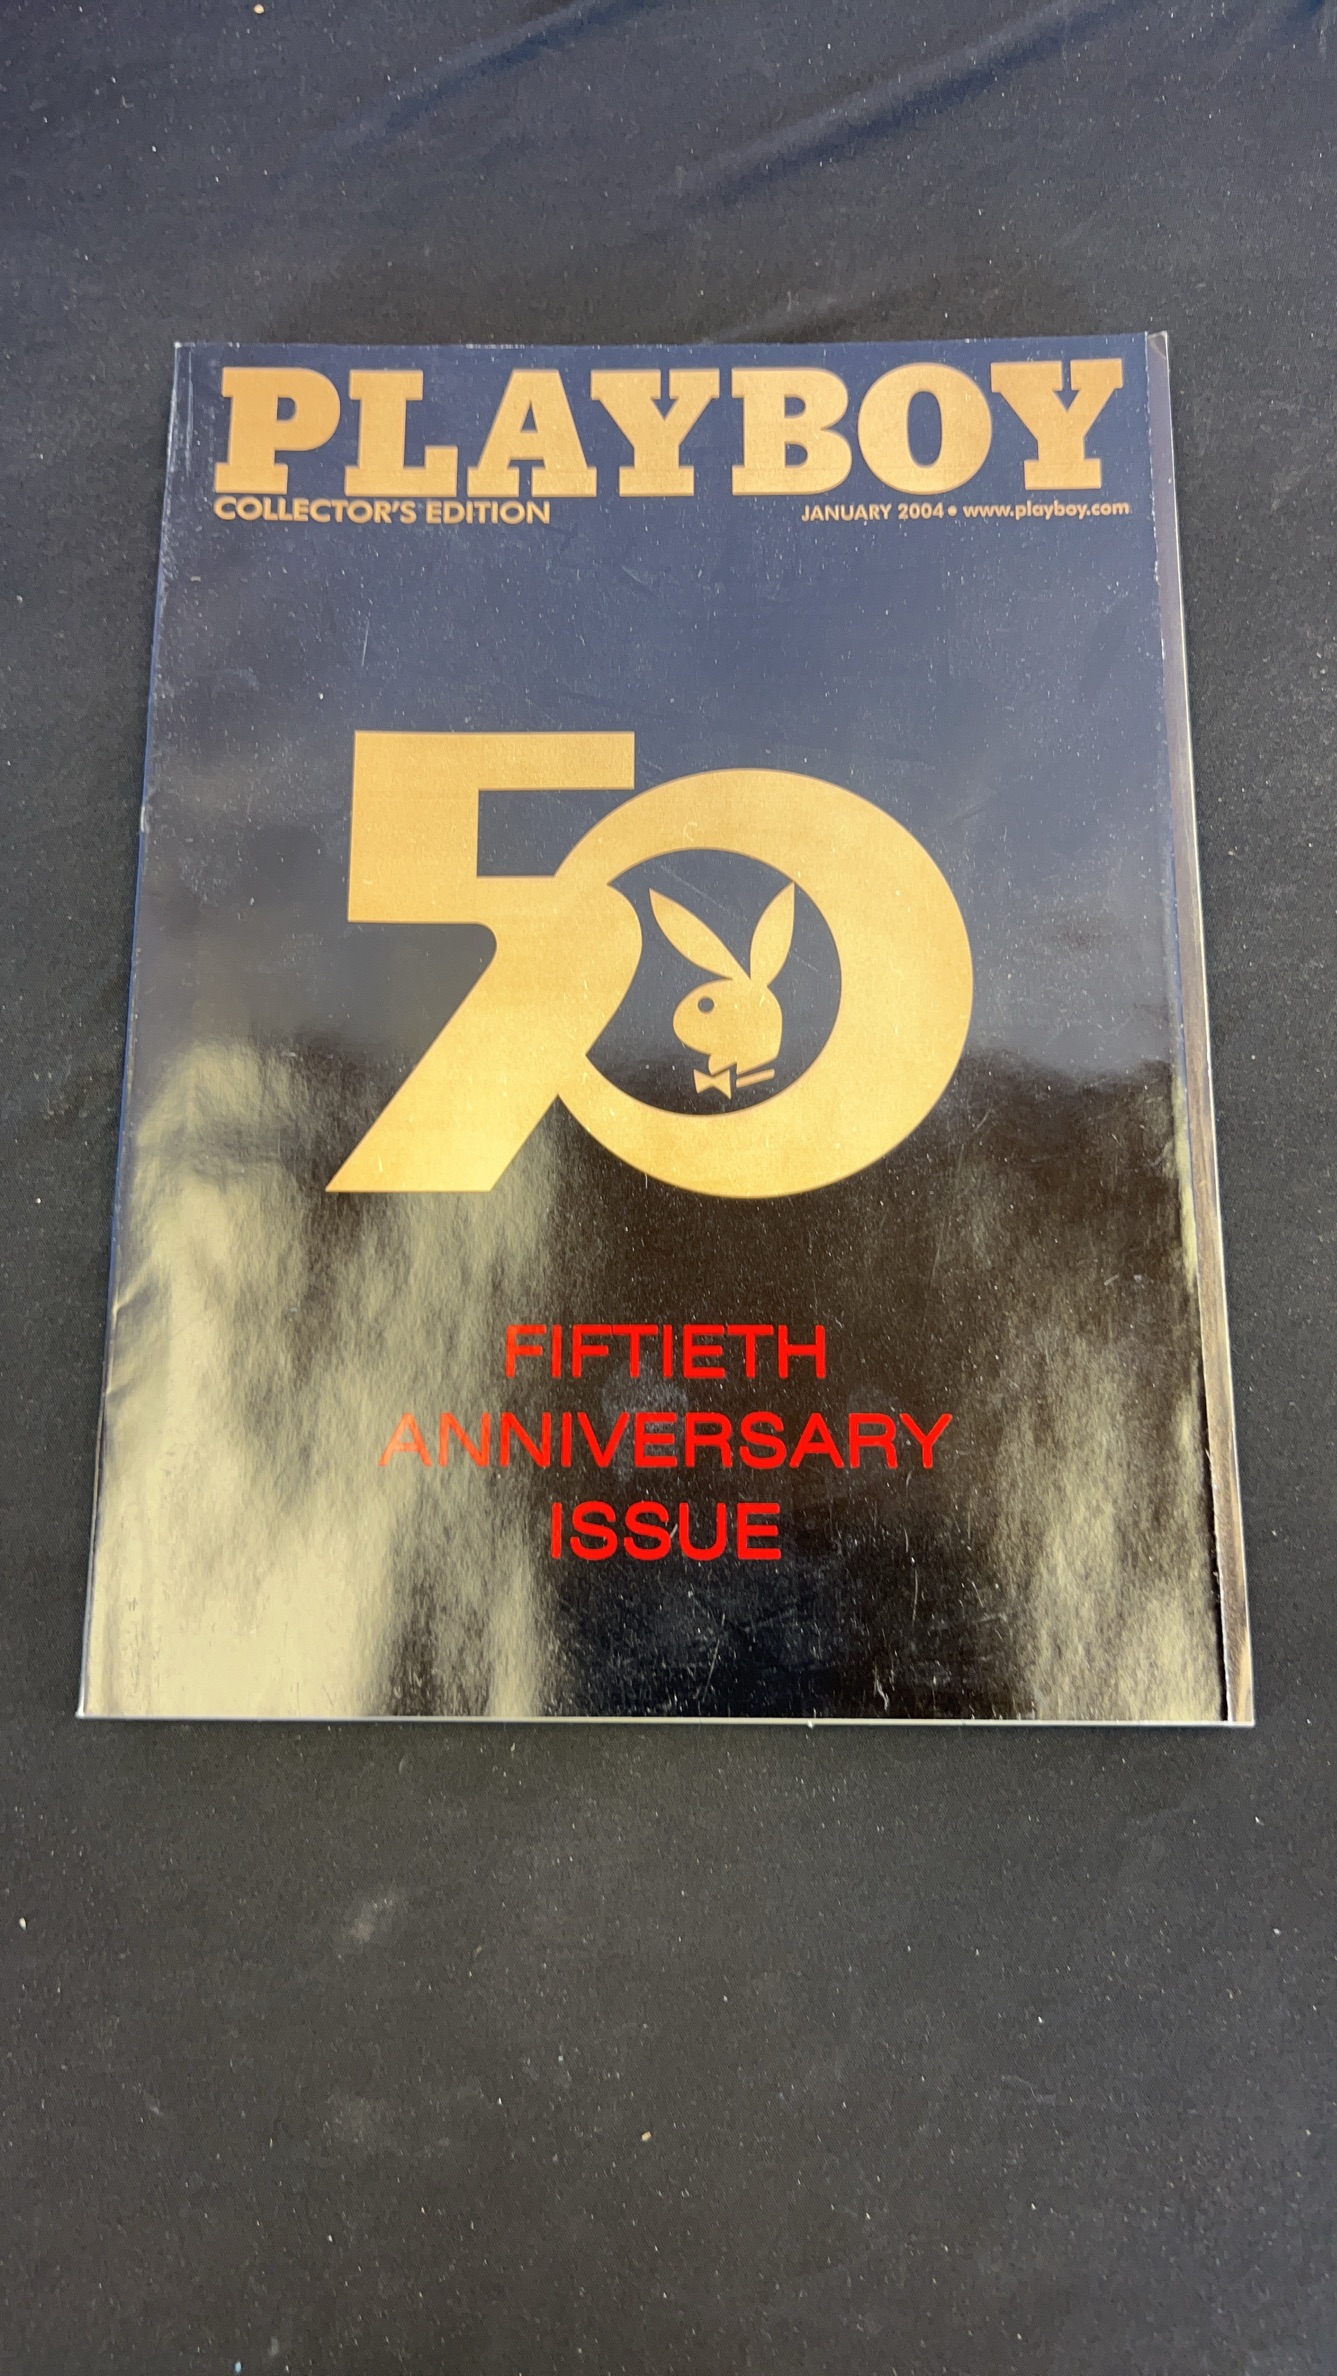 PLAYBOY
COLLECTOR'S EDITION
JANUARY 2004 • www.playboy.com
50
FIFTIETH
ANNIVERSARY
ISSUE